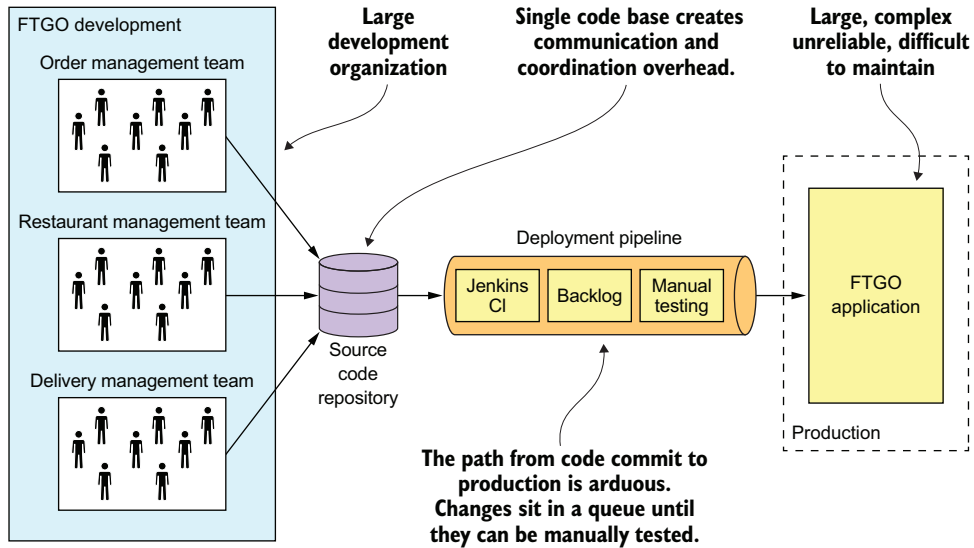 FTGO development
Order management team
Restaurant management team
Delivery management team
Large
development
organization
Single code base creates
communication and
coordination overhead.
Large, complex
unreliable, difficult
to maintain
Source
code
repository
Deployment pipeline
Jenkins
CI
Backlog
Manual
testing
The path from code commit to
production is arduous.
Changes sit in a queue until
they can be manually tested.
FTGO
application
Production